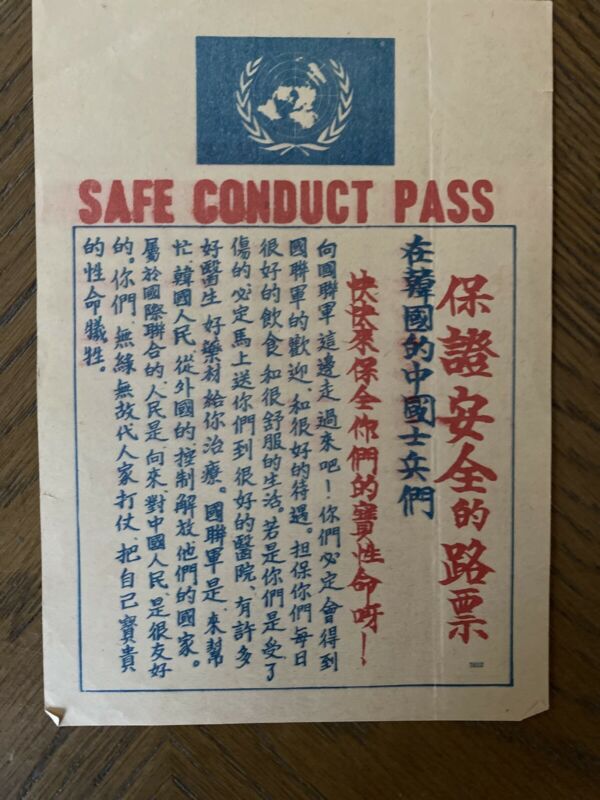 SAFE CONDUCT PASS
保證安全的路票
在韓國的中國士兵們
快快來保全你們的寶性命呀！
向國聯軍這邊走過來吧！你們必定會得到
國聯軍的歡迎、和很好的待遇。担保你們每日
很好的飲食和很舒服的生活。若是你們是受了
傷的、必定馬上送你們到很好的醫院、有許多
好醫生、好藥材給你治療。國聯軍是、來幫
忙、韓國人民、從外國的控制解放他們的國家。
屬於國際聯合的、人民是、向來、對中國人民、是很友好
的。你們、無緣無故代人家打仗、把自己寶貴
的性命犧牲。